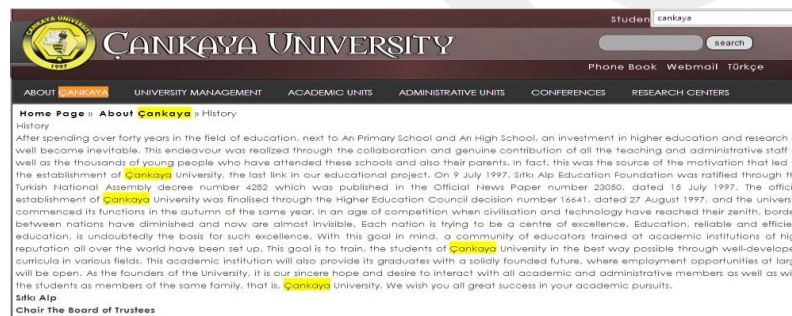 Studen cankaya
ÇANKAYA UNIVERSITY
1997
search
Phone Book Webmail Türkçe
ABOUT ÇANKAYA UNIVERSITY MANAGEMENT ACADEMIC UNITS ADMINISTRATIVE UNITS CONFERENCES RESEARCH CENTERS
Home Page » About Çankaya » History
History
After spending over forty years in the field of education, next to Arı Primary School and Arı High School, an investment in higher education and research
well became inevitable. This endeavour was realized through the collaboration and genuine contribution of all the teaching and administrative staff
well as the thousands of young people who have attended these schools and also their parents. In fact, this was the source of the motivation that led
the establishment of Çankaya University, the last link in our educational project. On 9 July 1997, Sıtkı Alp Education Foundation was ratified through th
Turkish National Assembly decree number 4282 which was published in the Official News Paper number 23050, dated 15 July 1997. The offici
establishment of Çankaya University was finalised through the Higher Education Council decision number 16641, dated 27 August 1997, and the univers
commenced its functions in the autumn of the same year. In an age of competition when civilisation and technology have reached their zenith, borde
between nations have diminished and now are almost invisible. Each nation is trying to be a centre of excellence. Education, reliable and efficie
education, is undoubtedly the basis for such excellence. With this goal in mind, a community of educators trained at academic institutions of hig
reputation all over the world have been set up. This goal is to train, the students of Çankaya University in the best way possible through well-develope
curricula in various fields. This academic institution will also provide its graduates with a solidly founded future, where employment opportunities at larg
will be open. As the founders of the University, it is our sincere hope and desire to interact with all academic and administrative members as well as wi
the students as members of the same family, that is, Çankaya University. We wish you all great success in your academic pursuits.
Sıtkı Alp
Chair The Board of Trustees